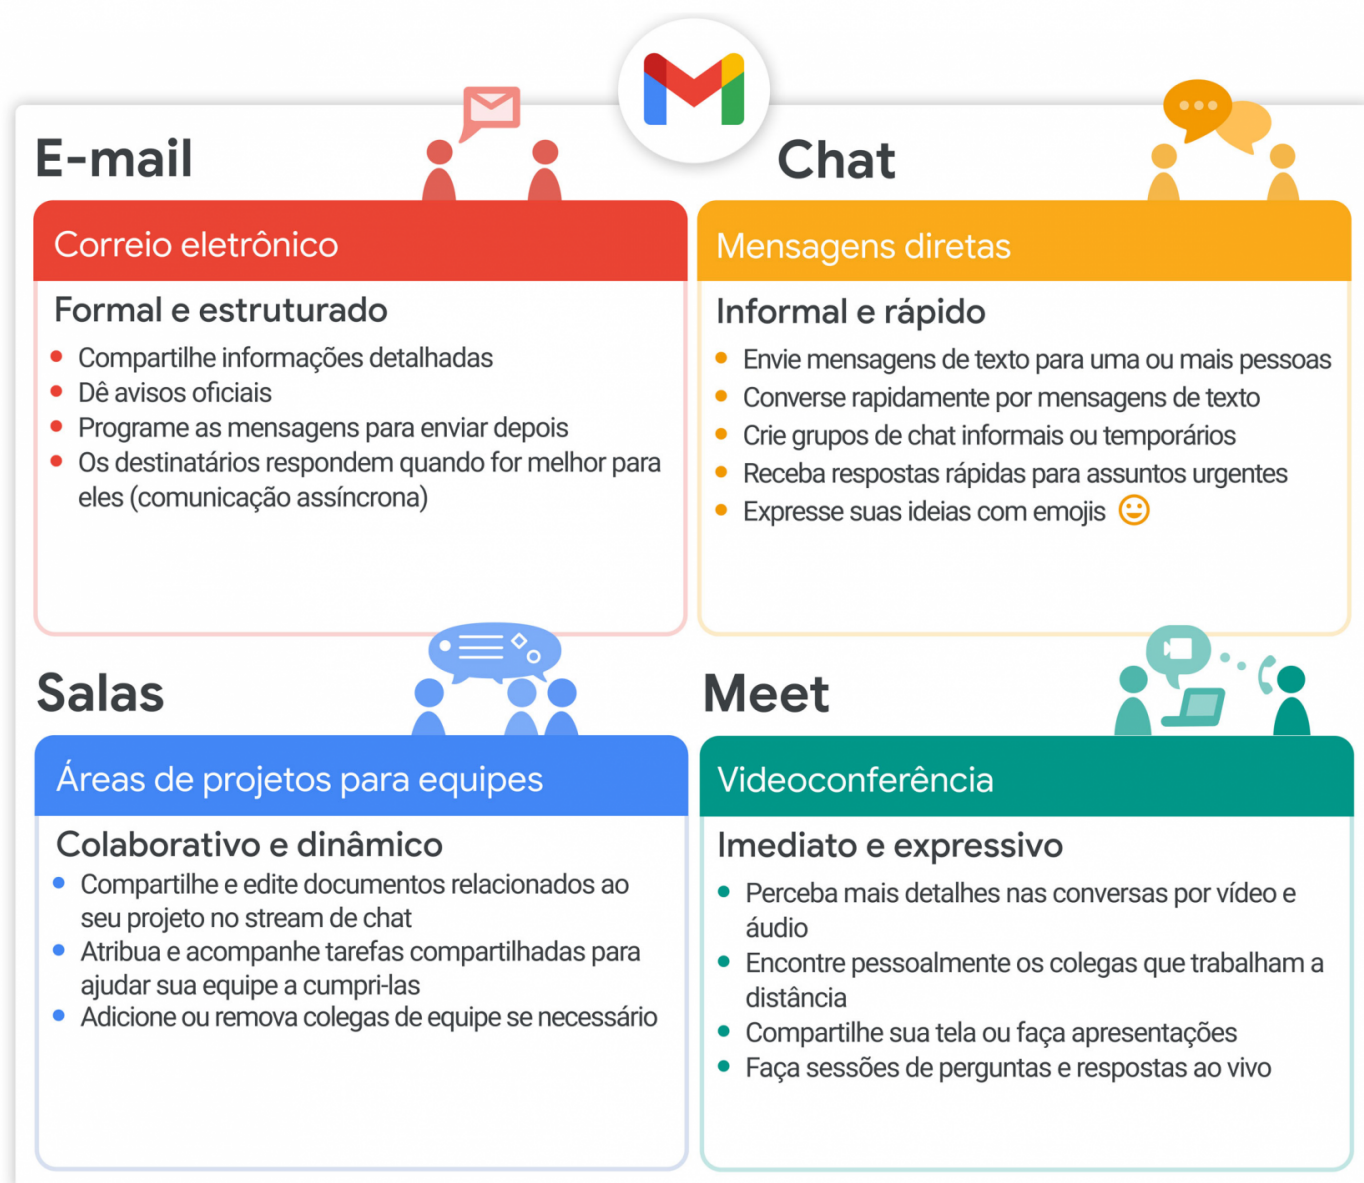 E-mail
Correio eletrônico
Formal e estruturado
Compartilhe informações detalhadas
Dê avisos oficiais
Programe as mensagens para enviar depois
Os destinatários respondem quando for melhor para
eles (comunicação assíncrona)
Chat
Mensagens diretas
Informal e rápido
Envie mensagens de texto para uma ou mais pessoas
Converse rapidamente por mensagens de texto
Crie grupos de chat informais ou temporários
Receba respostas rápidas para assuntos urgentes
Expresse suas ideias com emojis
Salas
Áreas de projetos para equipes
Colaborativo e dinâmico
Compartilhe e edite documentos relacionados ao
seu projeto no stream de chat
Atribua e acompanhe tarefas compartilhadas para
ajudar sua equipe a cumpri-las
Adicione ou remova colegas de equipe se necessário
Meet
Videoconferência
Imediato e expressivo
Perceba mais detalhes nas conversas por vídeo e
áudio
Encontre pessoalmente os colegas que trabalham a
distância
Compartilhe sua tela ou faça apresentações
Faça sessões de perguntas e respostas ao vivo